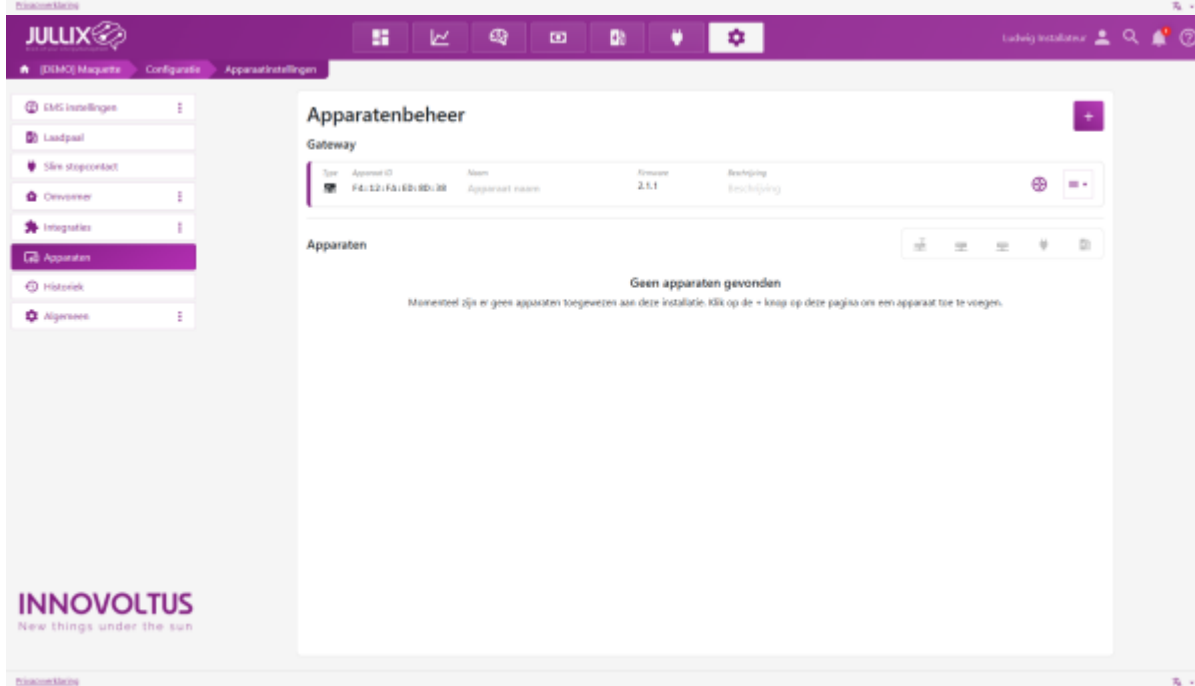 Privacyverklaring
JULLIX
Ludwig Installateur
[DEMO] Maquette Configuratie Apparaatinstellingen
EMS instellingen
Laadpaal
Slim stopcontact
Omvormer
Integraties
Apparaten
Historiek
Algemeen
Apparatenbeheer
+
Gateway
Type Apparaat ID Naam Firmware Beschrijving
F4:12:FA:6D:8D:38 Apparaat naam 2.1.1 Beschrijving
Apparaten
Geen apparaten gevonden
Momenteel zijn er geen apparaten toegewezen aan deze installatie. Klik op de + knop op deze pagina om een apparaat toe te voegen.
INNOVOLTUS
New things under the sun
Privacyverklaring